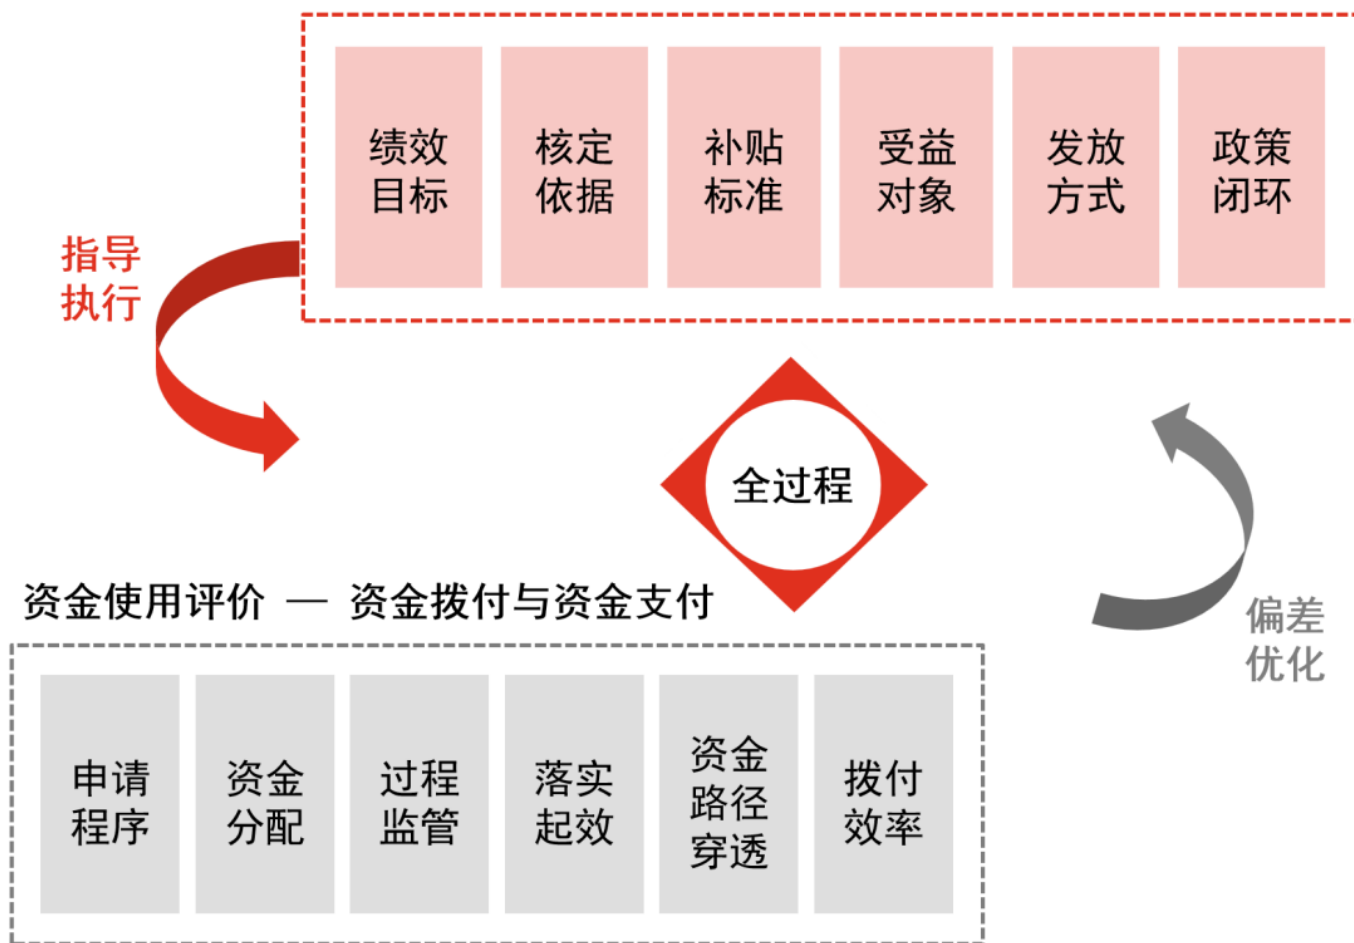 绩效
目标
核定
依据
补贴
标准
受益
对象
发放
方式
政策
闭环
指导
执行
全过程
资金使用评价 — 资金拨付与资金支付
偏差
优化
申请
程序
资金
分配
过程
监管
落实
起效
资金
路径
穿透
拨付
效率